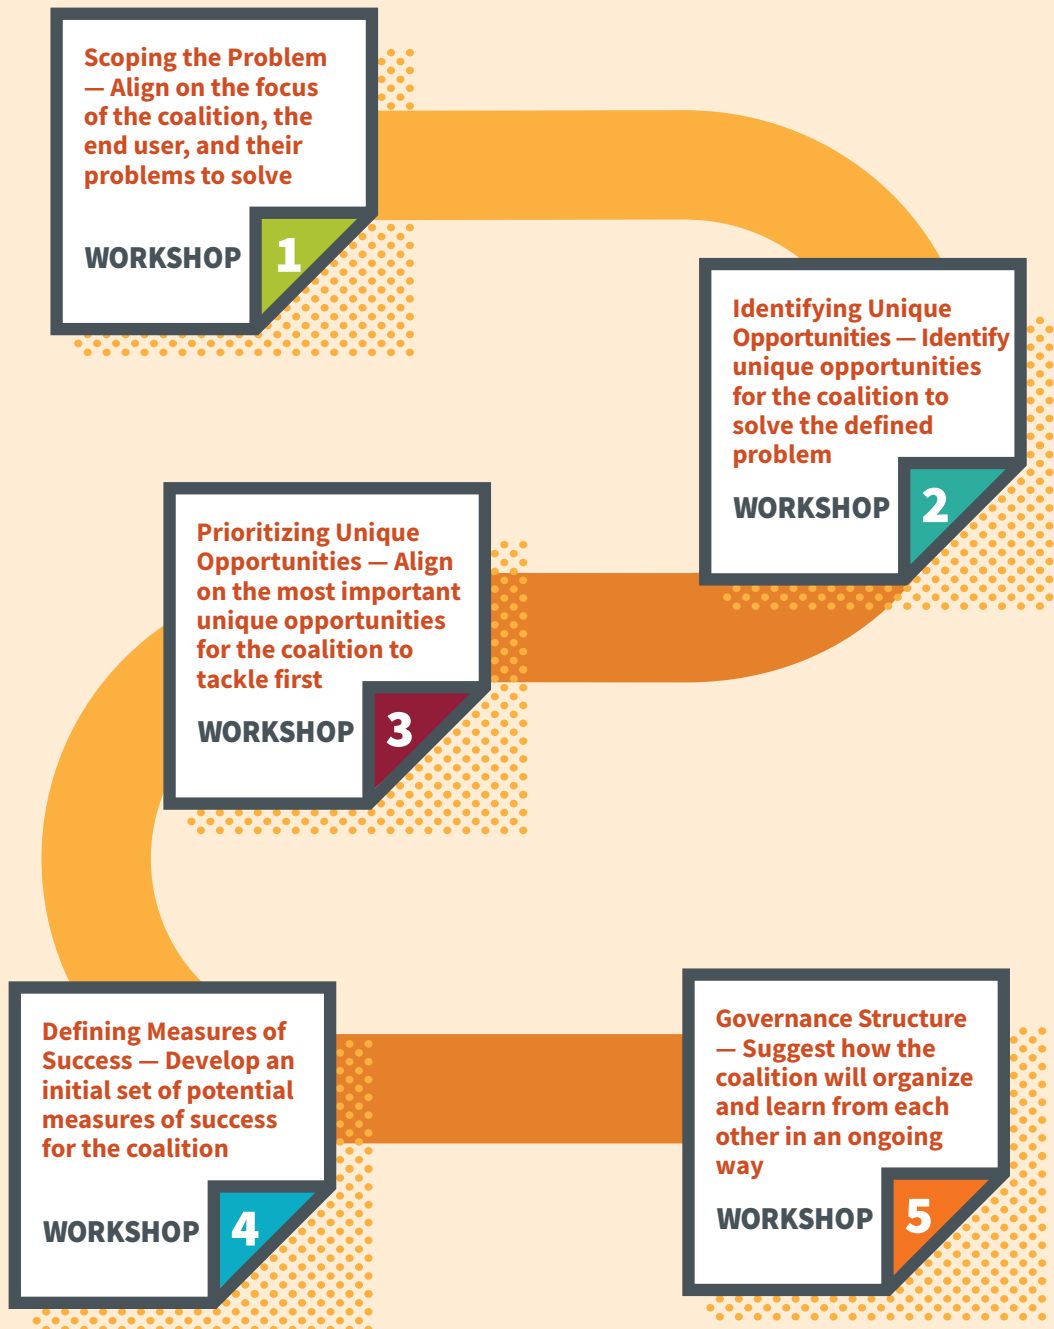 Scoping the Problem
— Align on the focus
of the coalition, the
end user, and their
problems to solve
WORKSHOP 1
Identifying Unique
Opportunities — Identify
unique opportunities
for the coalition to
solve the defined
problem
WORKSHOP 2
Prioritizing Unique
Opportunities — Align
on the most important
unique opportunities
for the coalition to
tackle first
WORKSHOP 3
Defining Measures of
Success — Develop an
initial set of potential
measures of success
for the coalition
WORKSHOP 4
Governance Structure
— Suggest how the
coalition will organize
and learn from each
other in an ongoing
way
WORKSHOP 5